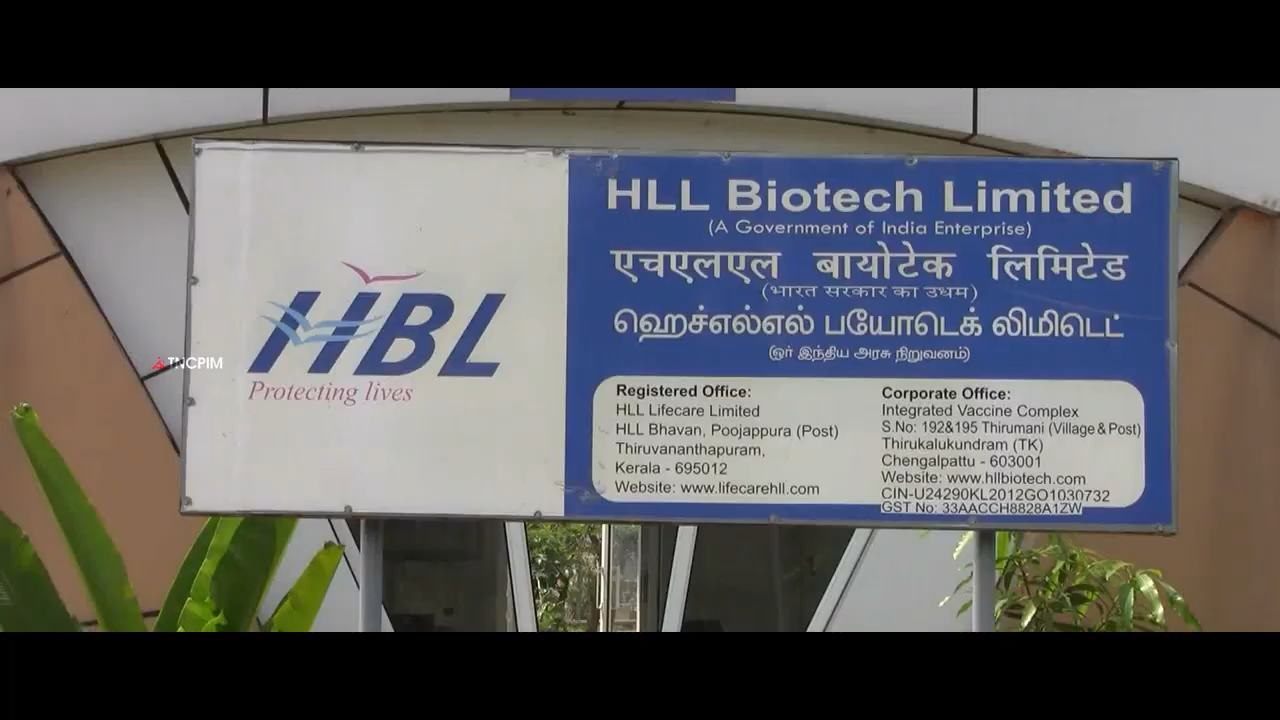 HLL Biotech Limited
(A Government of India Enterprise)
एचएलएल बायोटेक लिमिटेड
(भारत सरकार का उधम)
ஹெச்எல்எல் பயோடெக் லிமிடெட்
(ஓர் இந்திய அரசு நிறுவனம்)
HBL
Protecting lives
TNCPIM
Registered Office:
HLL Lifecare Limited
HLL Bhavan, Poojappura (Post)
Thiruvananthapuram,
Kerala - 695012
Website: www.lifecarehll.com
Corporate Office:
Integrated Vaccine Complex
S.No: 192&195 Thirumani (Village & Post)
Thirukalukundram (TK)
Chengalpattu - 603001
Website: www.hllbiotech.com
CIN-U24290KL2012GO1030732
GST No: 33AACCH8828A1ZW